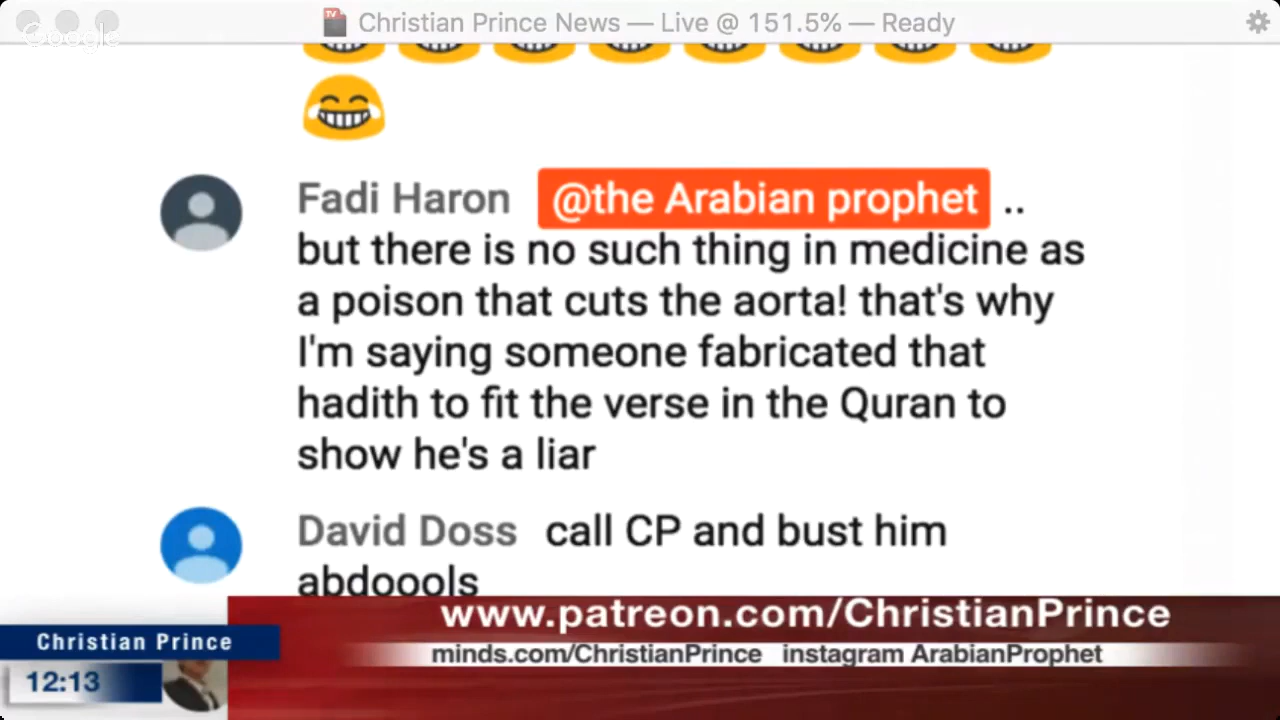 Christian Prince News — Live @ 151.5% — Ready
Google
Fadi Haron @the Arabian prophet ..
but there is no such thing in medicine as
a poison that cuts the aorta! that's why
I'm saying someone fabricated that
hadith to fit the verse in the Quran to
show he's a liar
David Doss call CP and bust him
abdoools
www.patreon.com/ChristianPrince
Christian Prince
minds.com/ChristianPrince instagram ArabianProphet
12:13